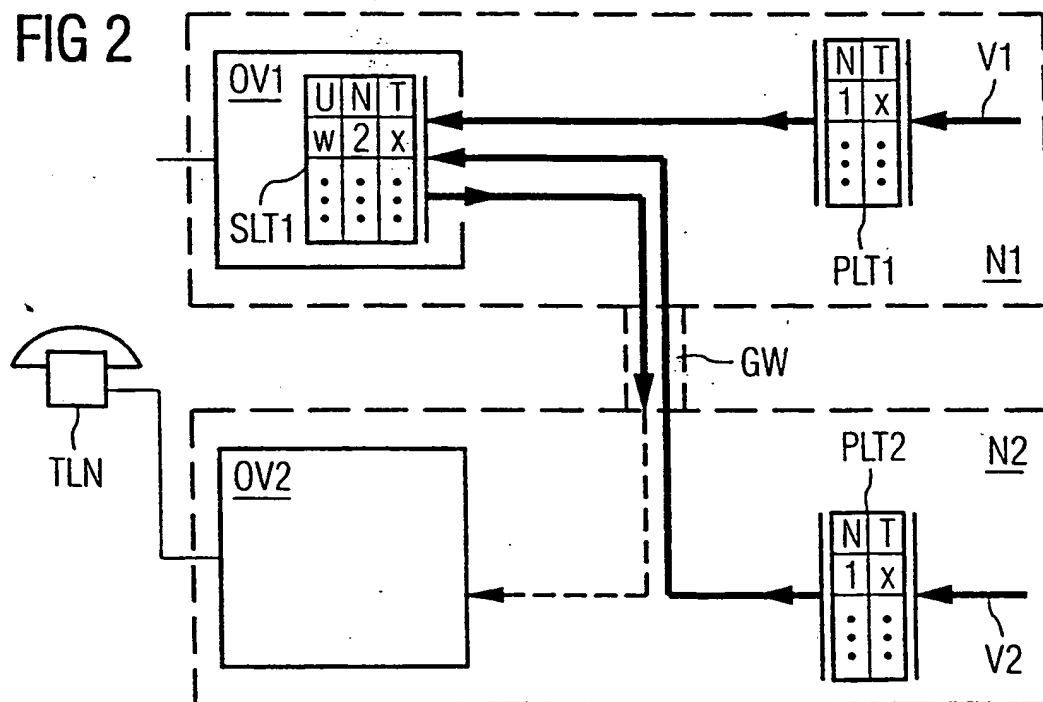 FIG 2
OV1
U N T
w 2 x
SLT1
N T
1 x
V1
PLT1
N1
GW
TLN
OV2
PLT2
N2
N T
1 x
V2